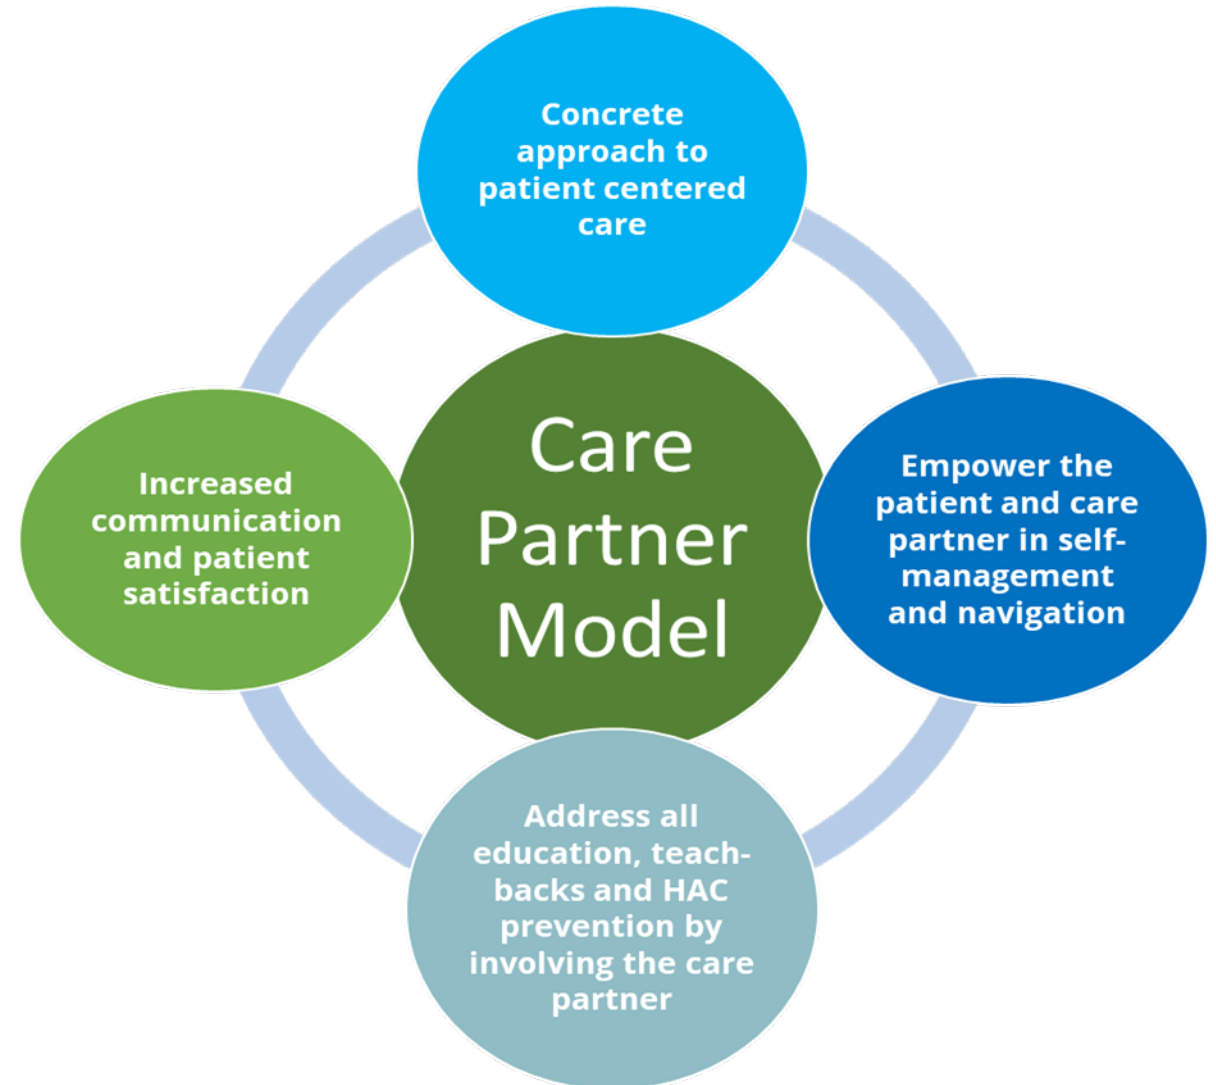 Concrete
approach to
patient centered
care
Care
Partner
Model
Increased
communication
and patient
satisfaction
Empower the
patient and care
partner in self-
management
and navigation
Address all
education, teach-
backs and HAC
prevention by
involving the care
partner